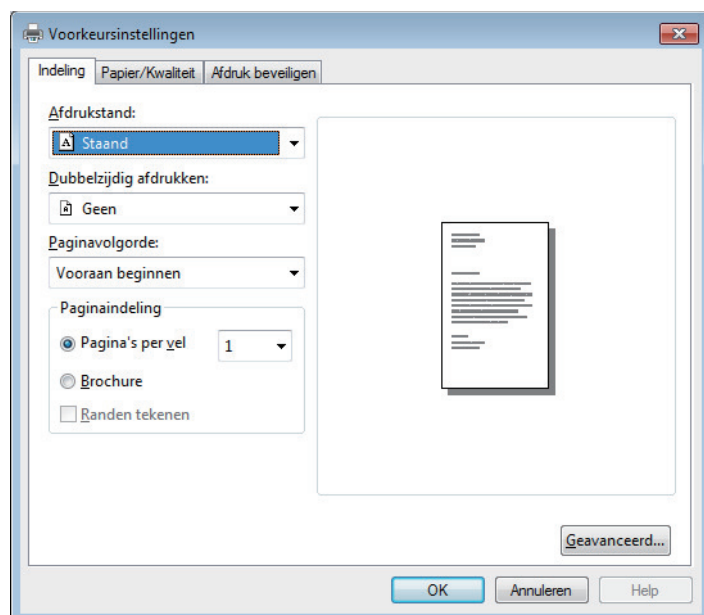 Voorkeursinstellingen
Indeling Papier/Kwaliteit Afdruk beveiligen
Afdrukstand:
Staand
Dubbelzijdig afdrukken:
Geen
Paginavolgorde:
Vooraan beginnen
Paginaindeling
Pagina's per vel 1
Brochure
Randen tekenen
Geavanceerd...
OK Annuleren Help